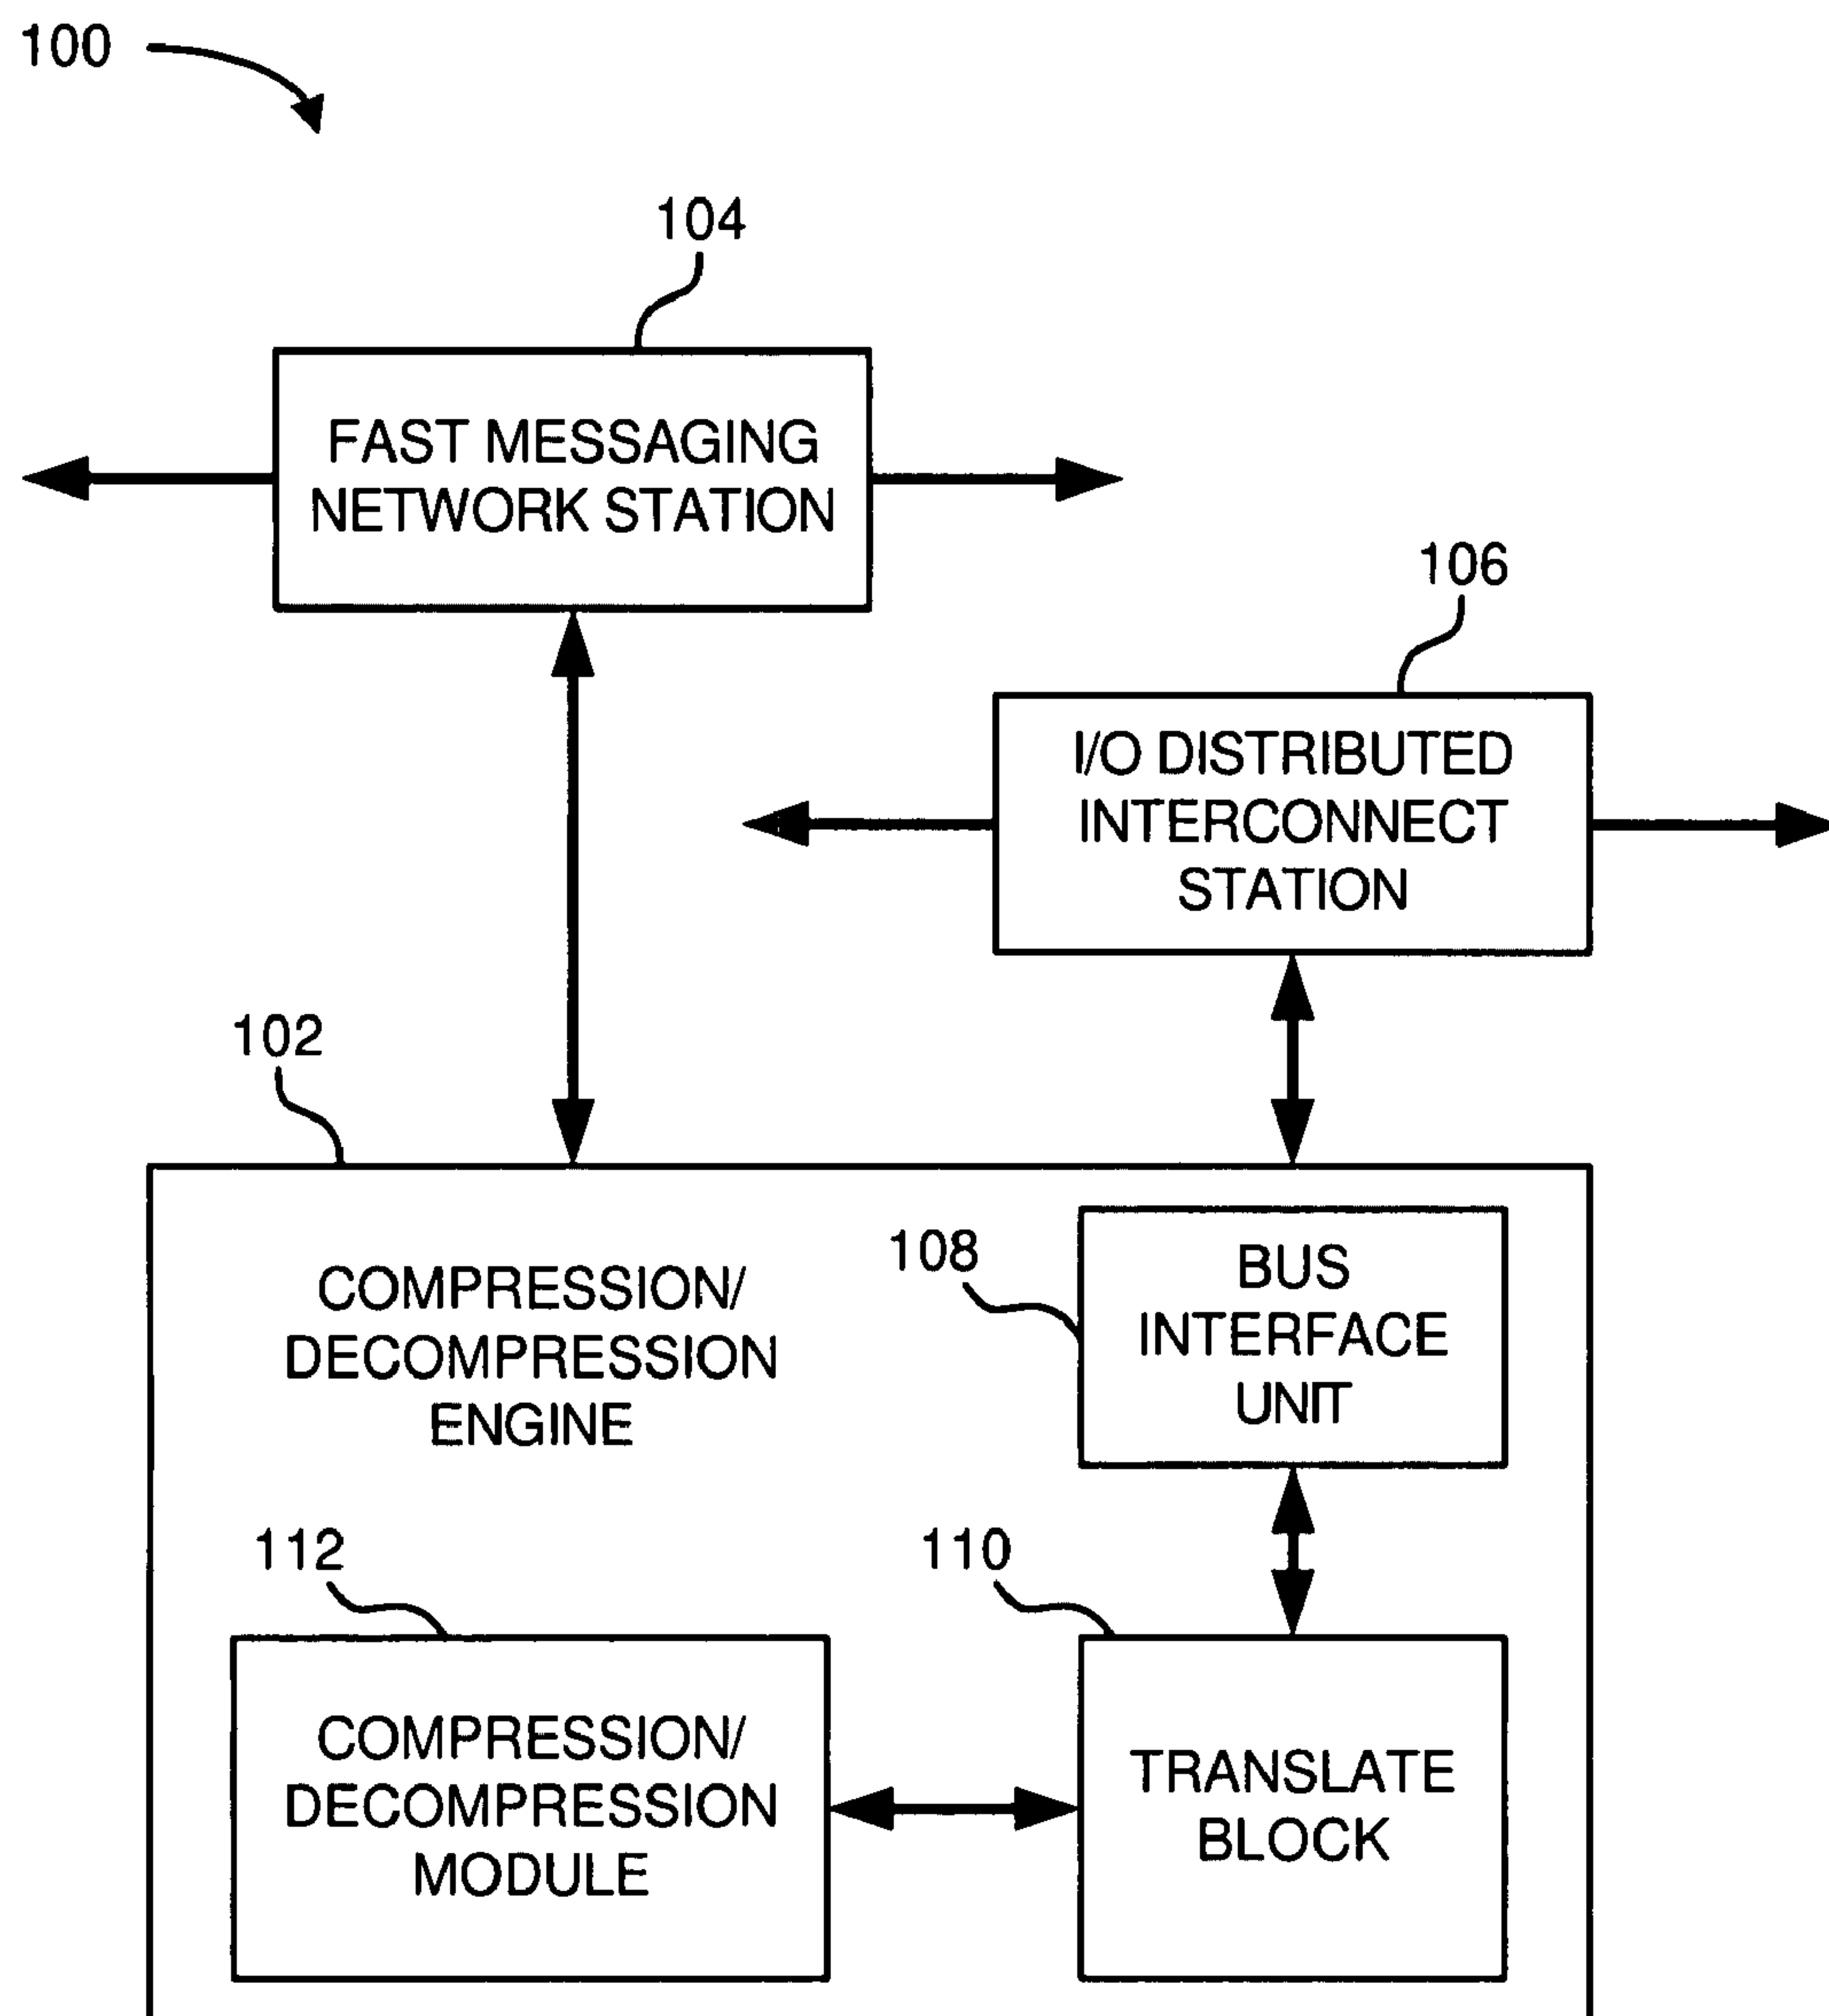 100
104
FAST MESSAGING
NETWORK STATION
106
I/O DISTRIBUTED
INTERCONNECT
STATION
102
COMPRESSION/
DECOMPRESSION
ENGINE
108
BUS
INTERFACE
UNIT
112
COMPRESSION/
DECOMPRESSION
MODULE
110
TRANSLATE
BLOCK